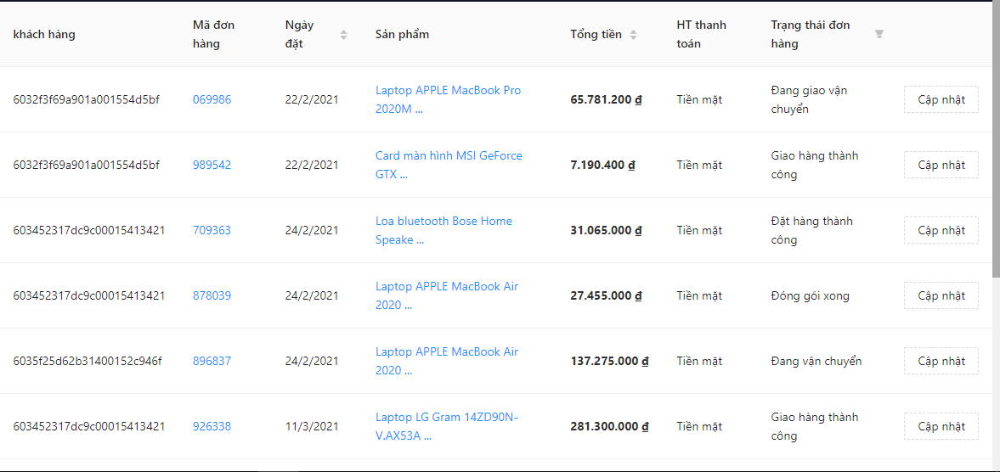 khách hàng
Mã đơn
hàng
Ngày
đặt
Sản phẩm
Tổng tiền
HT thanh
toán
Trạng thái đơn
hàng
6032f3f69a901a001554d5bf
069986
22/2/2021
Laptop APPLE MacBook Pro
2020M ...
65.781.200 ₫
Tiền mặt
Đang giao vận
chuyển
Cập nhật
6032f3f69a901a001554d5bf
989542
22/2/2021
Card màn hình MSI GeForce
GTX ...
7.190.400 ₫
Tiền mặt
Giao hàng thành
công
Cập nhật
603452317dc9c00015413421
709363
24/2/2021
Loa bluetooth Bose Home
Speake ...
31.065.000 ₫
Tiền mặt
Đặt hàng thành
công
Cập nhật
603452317dc9c00015413421
878039
24/2/2021
Laptop APPLE MacBook Air
2020 ...
27.455.000 ₫
Tiền mặt
Đóng gói xong
Cập nhật
6035f25d62b31400152c946f
896837
24/2/2021
Laptop APPLE MacBook Air
2020 ...
137.275.000 ₫
Tiền mặt
Đang vận chuyển
Cập nhật
603452317dc9c00015413421
926338
11/3/2021
Laptop LG Gram 14ZD90N-
V.AX53A ...
281.300.000 ₫
Tiền mặt
Giao hàng thành
công
Cập nhật